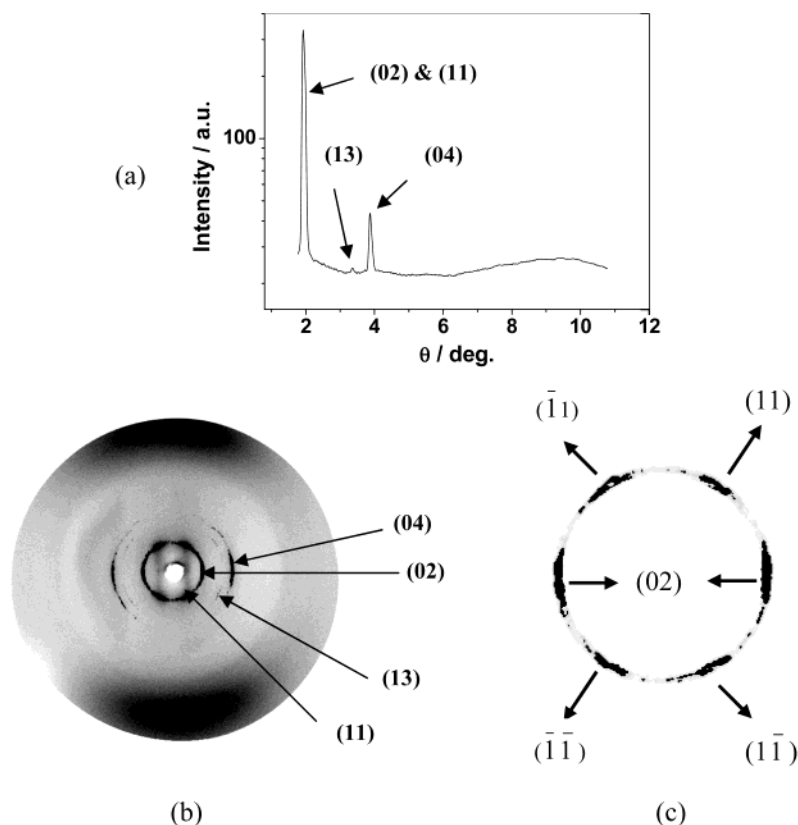 (a)
Intensity / a.u.
100
(02) & (11)
(13)
(04)
2 4 6 8 10 12
θ / deg.
(1̄1)
(11)
(04)
(02)
(13)
(11)
(02)
(1̄1̄)
(11̄)
(b)
(c)